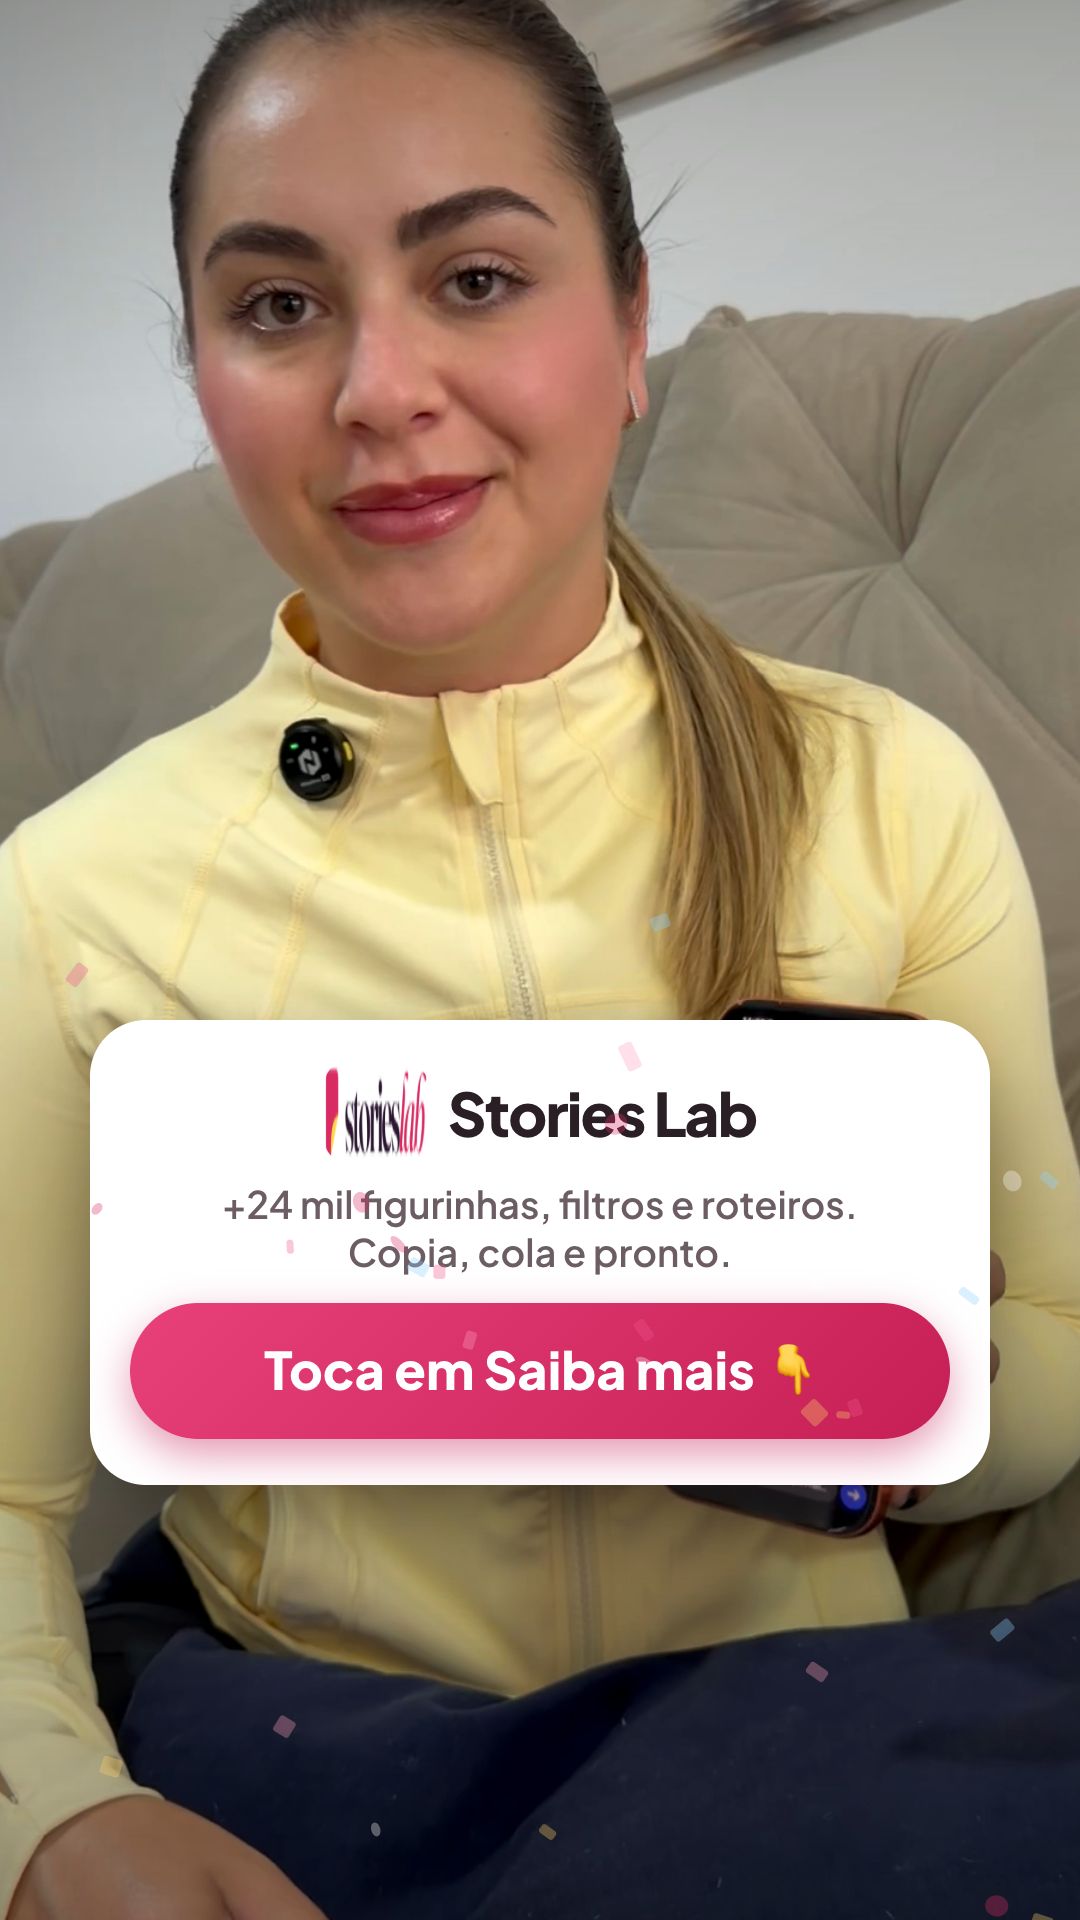 storieslab Stories Lab
+24 mil figurinhas, filtros e roteiros.
Copia, cola e pronto.
Toca em Saiba mais 👇